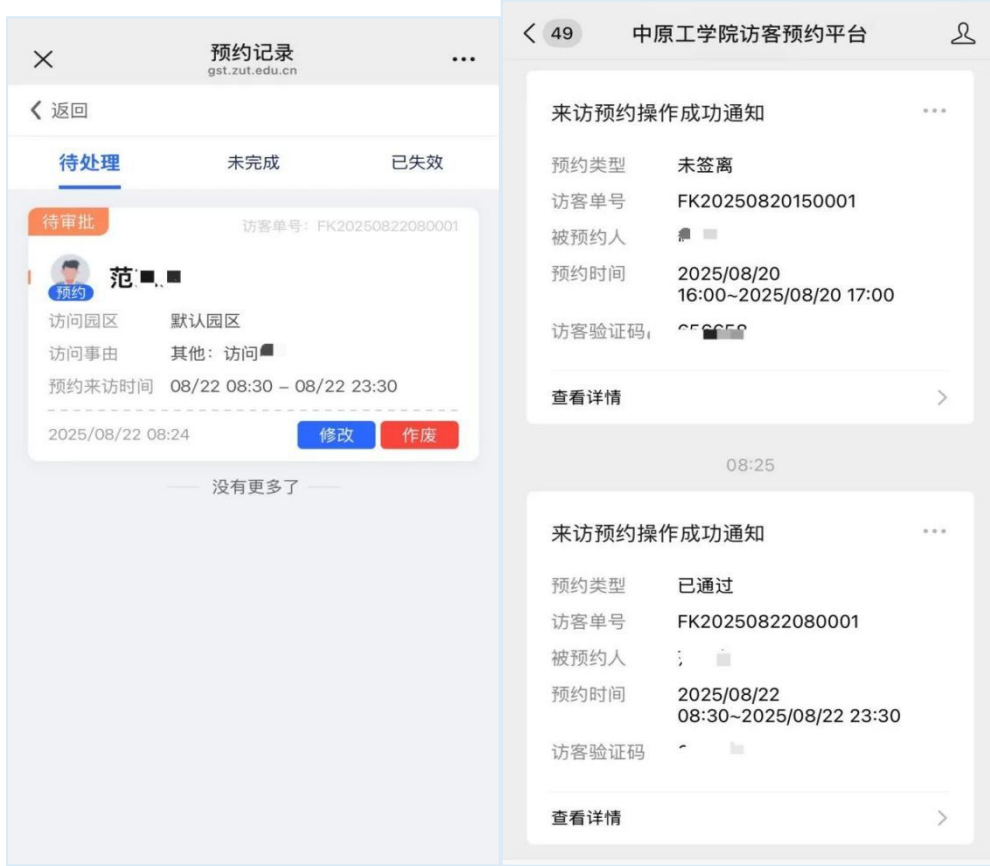 预约记录
gst.zut.edu.cn
返回
待处理 未完成 已失效
待审批 访客单号：FK20250822080001
范
预约
访问园区 默认园区
访问事由 其他：访问
预约来访时间 08/22 08:30 – 08/22 23:30
2025/08/22 08:24 修改 作废
没有更多了
49 中原工学院访客预约平台
来访预约操作成功通知
预约类型 未签离
访客单号 FK20250820150001
被预约人
预约时间 2025/08/20
16:00~2025/08/20 17:00
访客验证码
查看详情
08:25
来访预约操作成功通知
预约类型 已通过
访客单号 FK20250822080001
被预约人
预约时间 2025/08/22
08:30~2025/08/22 23:30
访客验证码
查看详情